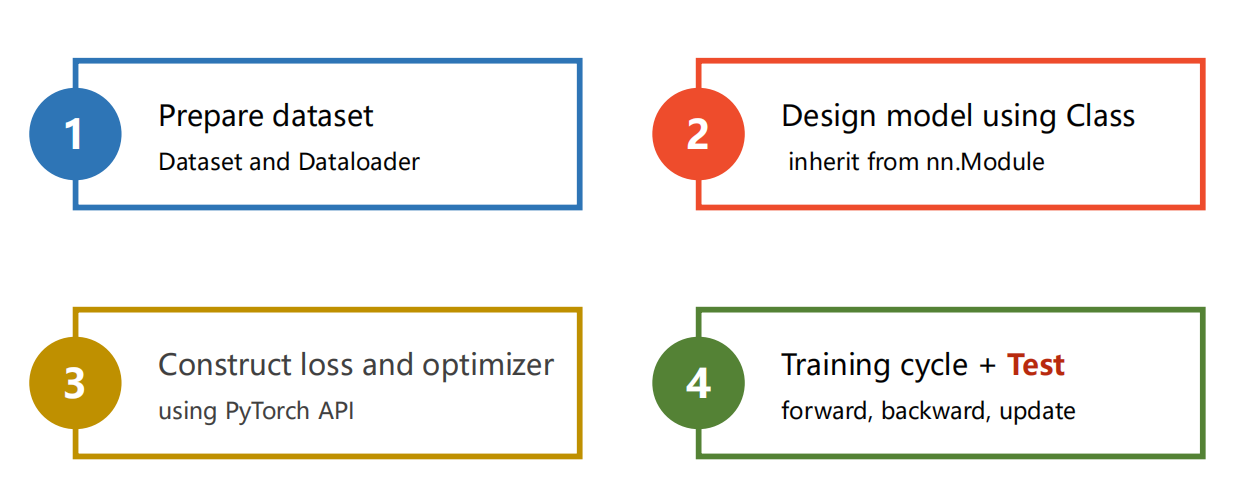 1
Prepare dataset
Dataset and Dataloader
2
Design model using Class
inherit from nn.Module
3
Construct loss and optimizer
using PyTorch API
4
Training cycle + Test
forward, backward, update